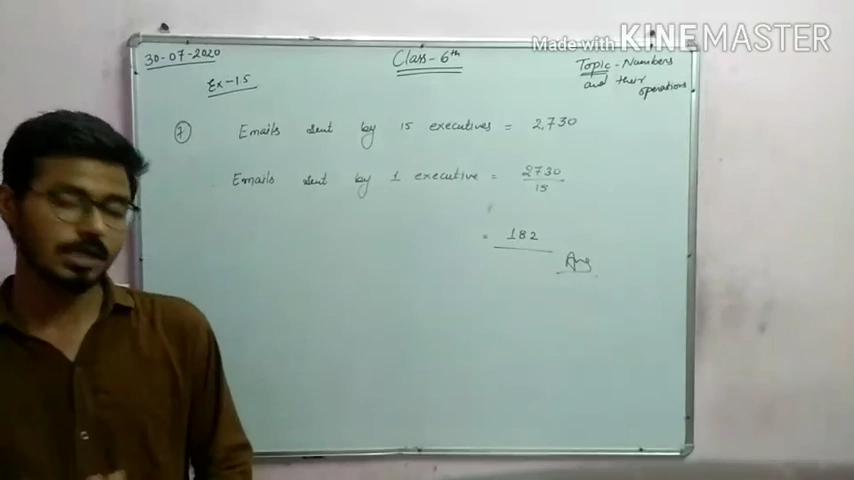 Made with KINEMASTER
30-07-2020
Class-6th
Topic - Numbers
and their
operations
Ex-1.5
7 Emails sent by 15 executives = 2,730
Emails sent by 1 executive = 2730
15
= 182
Ans